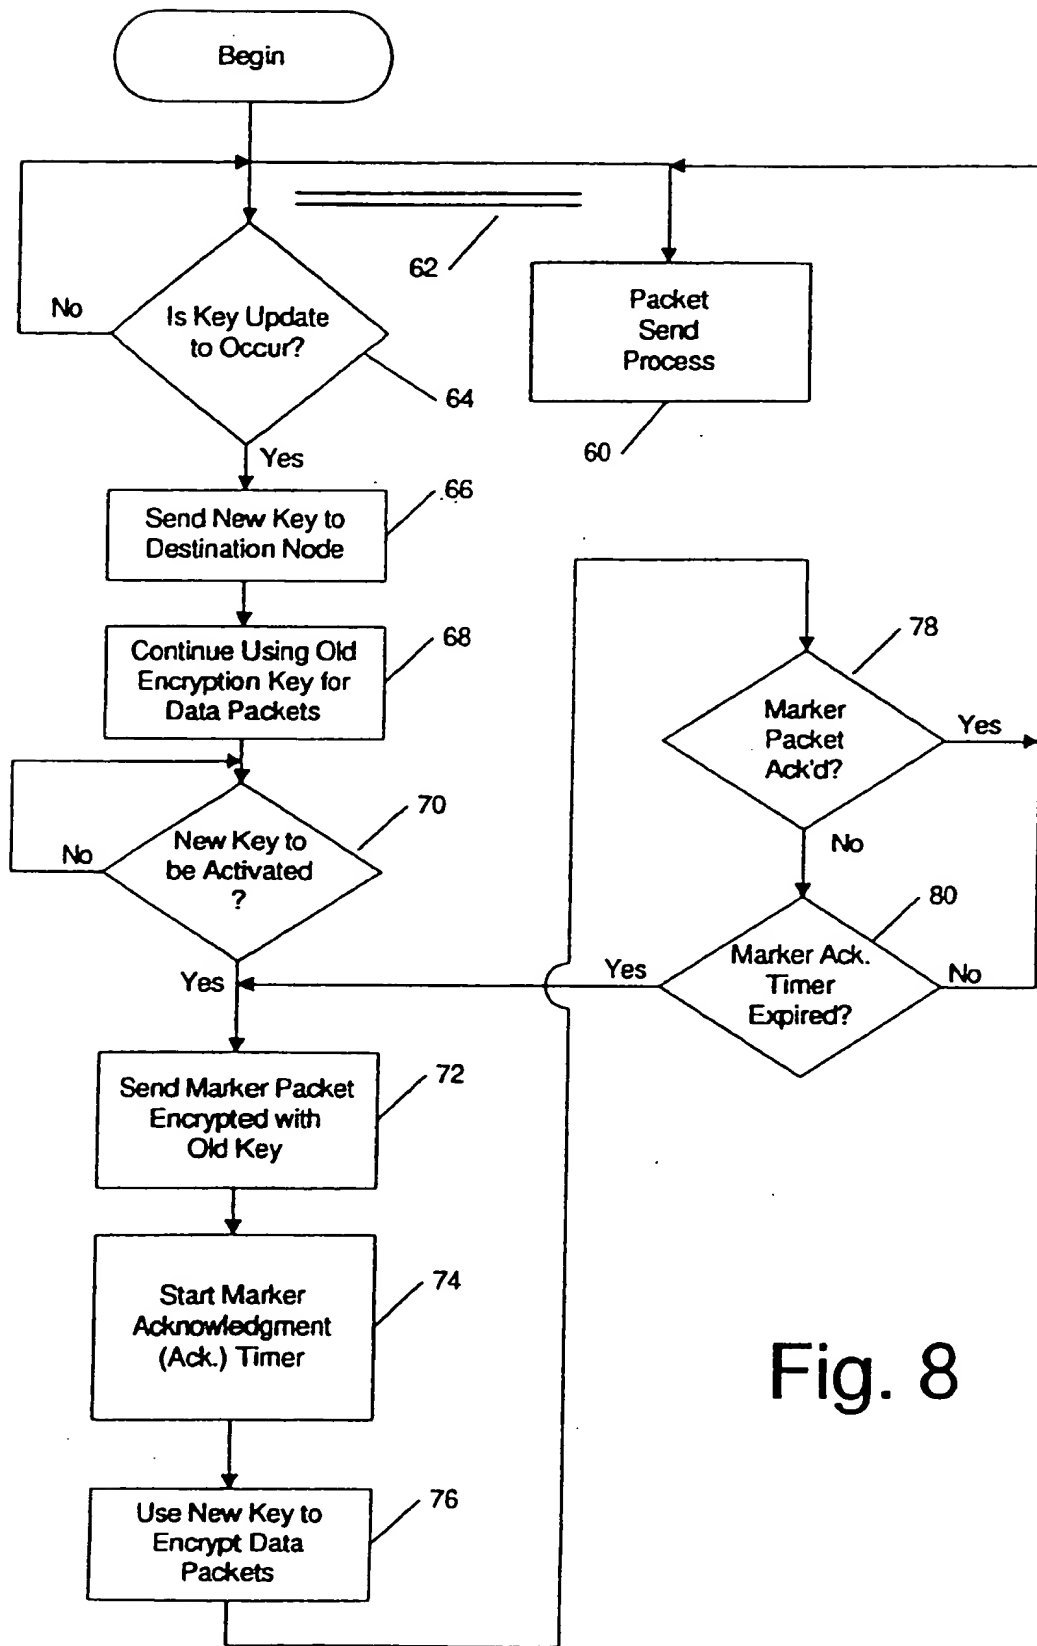 Begin
62
No
Is Key Update
to Occur?
64
Packet
Send
Process
60
Yes
66
Send New Key to
Destination Node
68
Continue Using Old
Encryption Key for
Data Packets
78
Marker
Packet
Ack'd?
Yes
No
70
New Key to
be Activated
?
No
Yes
80
Marker Ack.
Timer
Expired?
Yes
No
72
Send Marker Packet
Encrypted with
Old Key
74
Start Marker
Acknowledgment
(Ack.) Timer
Fig. 8
76
Use New Key to
Encrypt Data
Packets